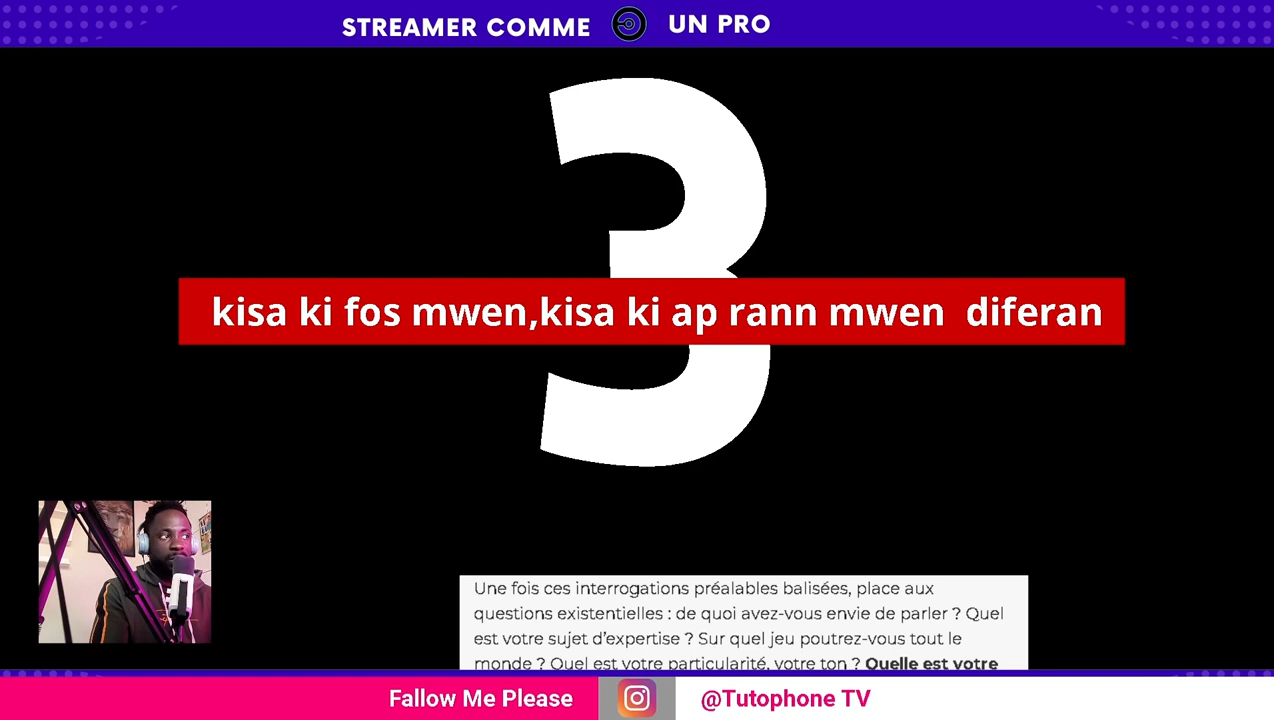 STREAMER COMME UN PRO
3
kisa ki fos mwen,kisa ki ap rann mwen diferan
Une fois ces interrogations préalables balisées, place aux
questions existentielles : de quoi avez-vous envie de parler ? Quel
est votre sujet d'expertise ? Sur quel jeu poutrez-vous tout le
monde ? Quel est votre particularité, votre ton ? Quelle est votre
Fallow Me Please @Tutophone TV